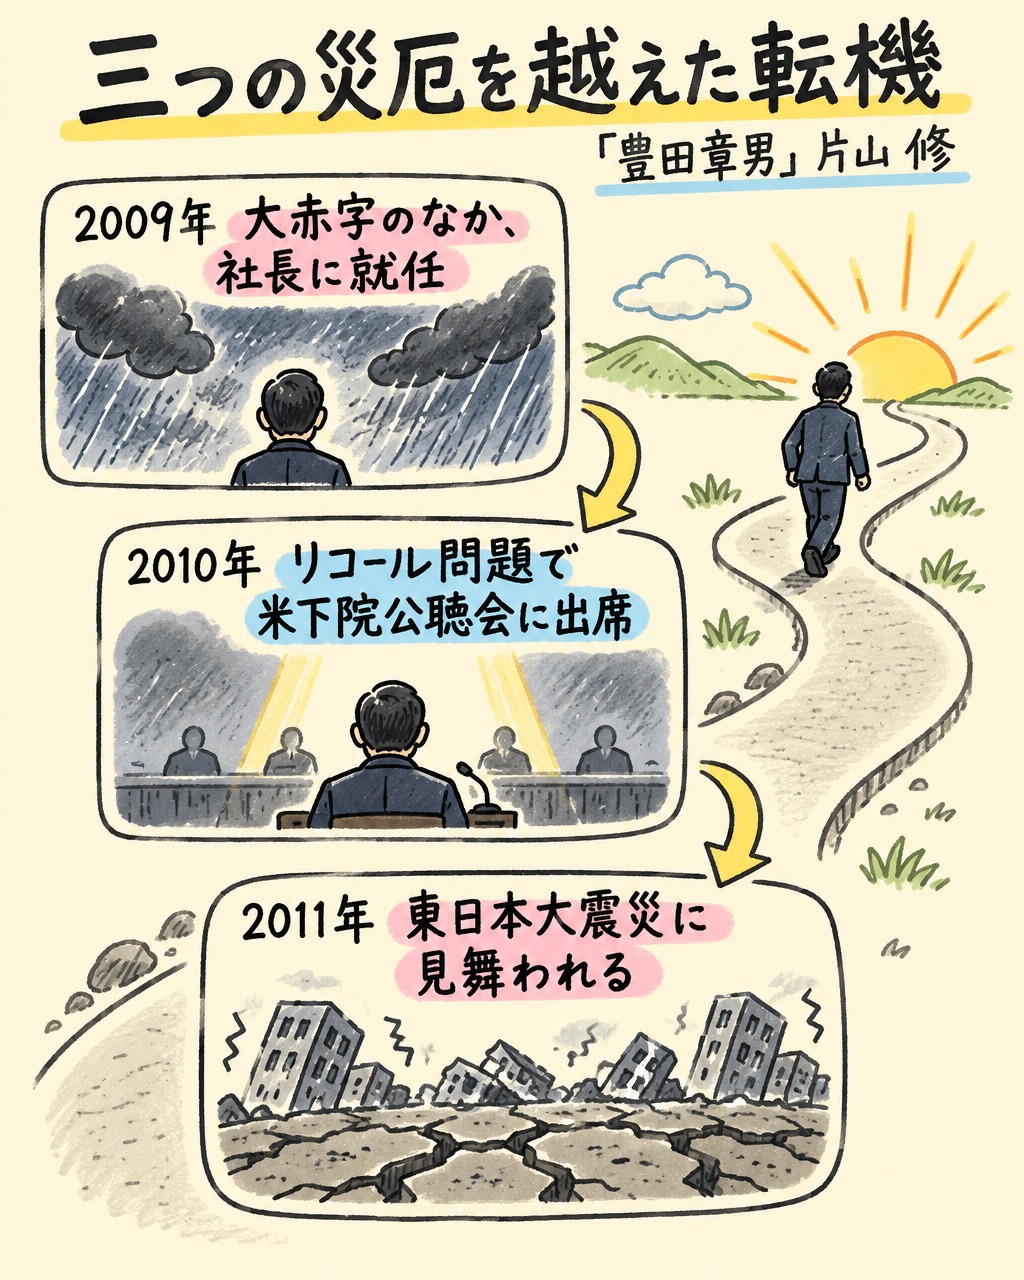 三つの災厄を越えた転機
「豊田章男」片山 修
2009年 大赤字のなか、
社長に就任
2010年 リコール問題で
米下院公聴会に出席
2011年 東日本大震災に
見舞われる